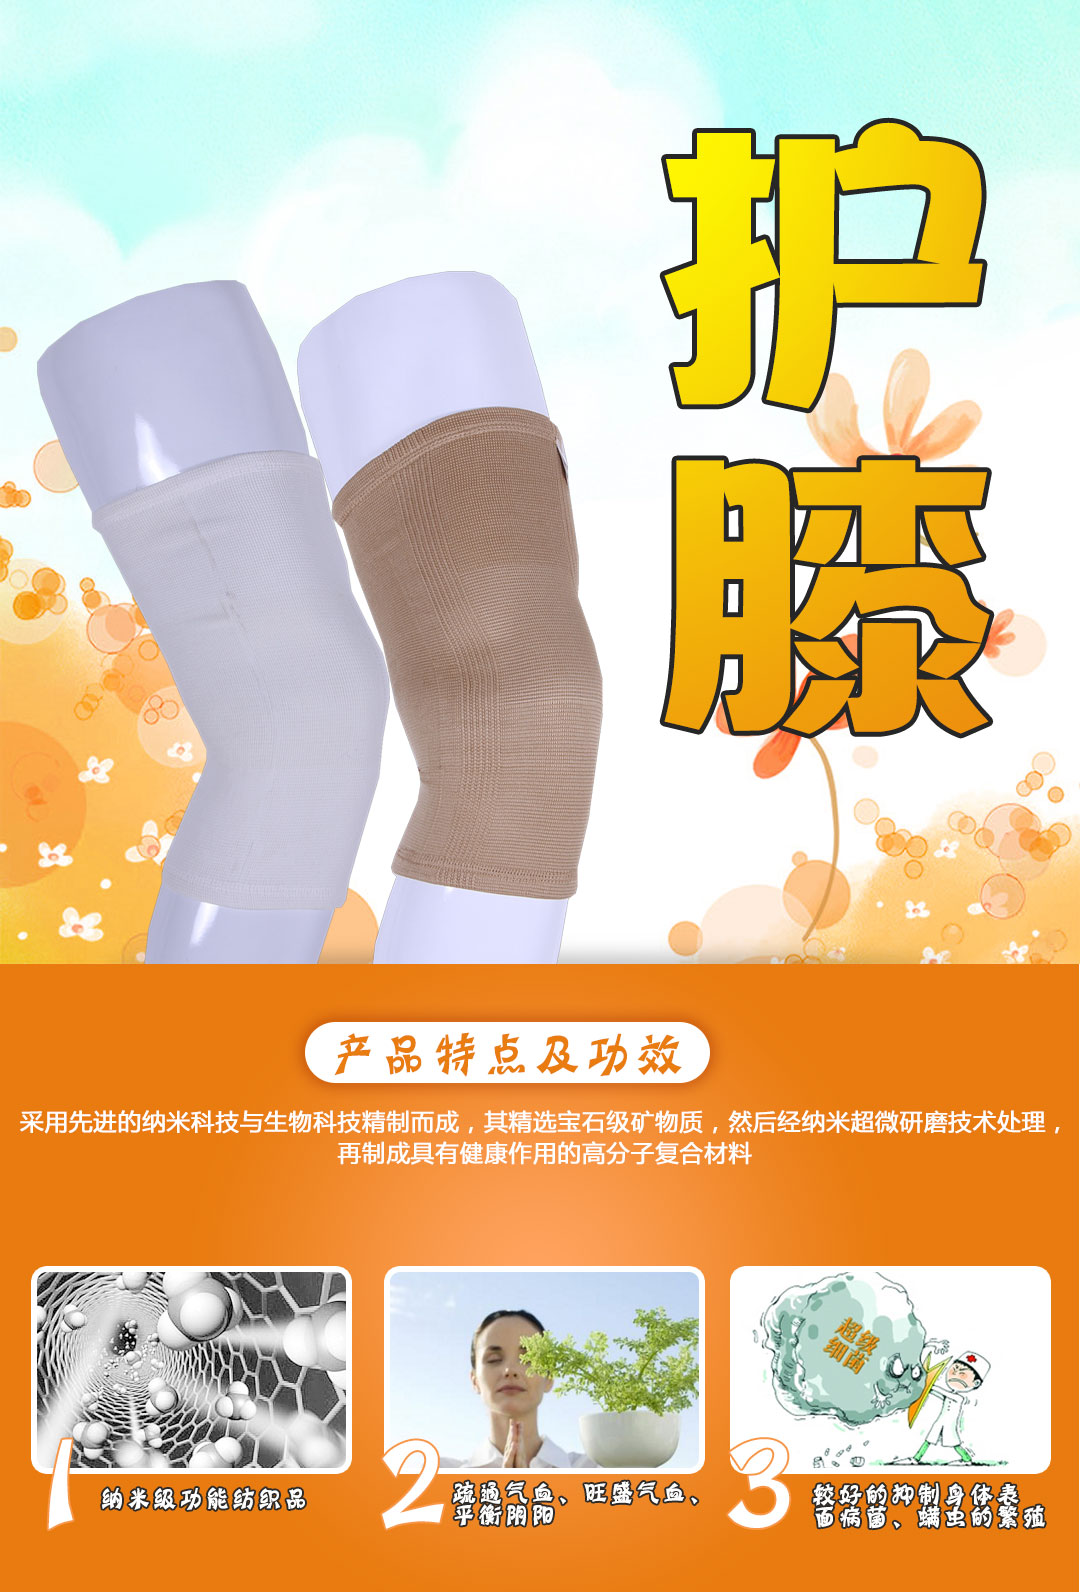 护
膝
产品特点及功效
采用先进的纳米科技与生物科技精制而成，其精选宝石级矿物质，然后经纳米超微研磨技术处理，
再制成具有健康作用的高分子复合材料
超级
细菌
1 纳米级功能纺织品
2 疏通气血、旺盛气血、
平衡阴阳
3 较好的抑制身体表
面病菌、螨虫的繁殖